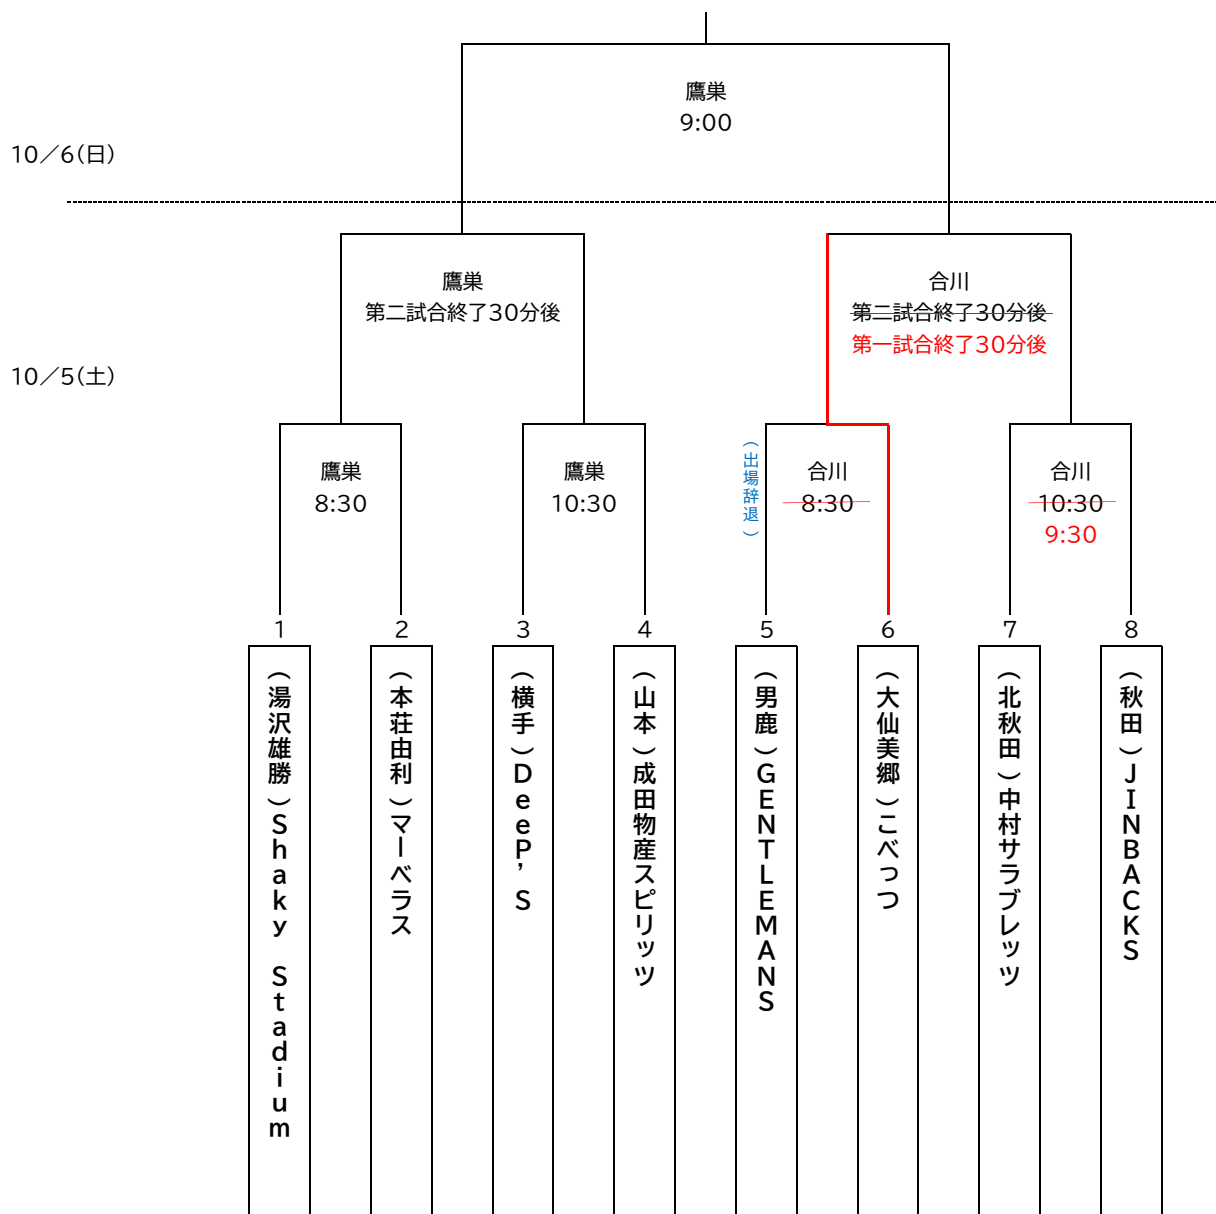 鷹巣
9:00
10／6(日)
鷹巣
第二試合終了30分後
合川
第二試合終了30分後
第一試合終了30分後
10／5(土)
鷹巣
8:30
鷹巣
10:30
(出場辞退)
合川
8:30
合川
10:30
9:30
1
2
3
4
5
6
7
8
(湯沢雄勝)Shaky Stadium
(本荘由利)マーベラス
(横手)DeeP'S
(山本)成田物産スピリッツ
(男鹿)GENTLEMANS
(大仙美郷)こべっつ
(北秋田)中村サラブレッツ
(秋田)JINBACKS